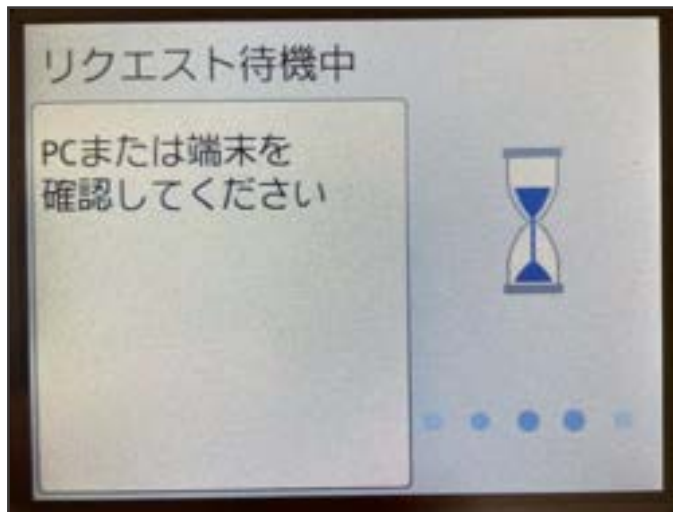 リクエスト待機中
PCまたは端末を
確認してください